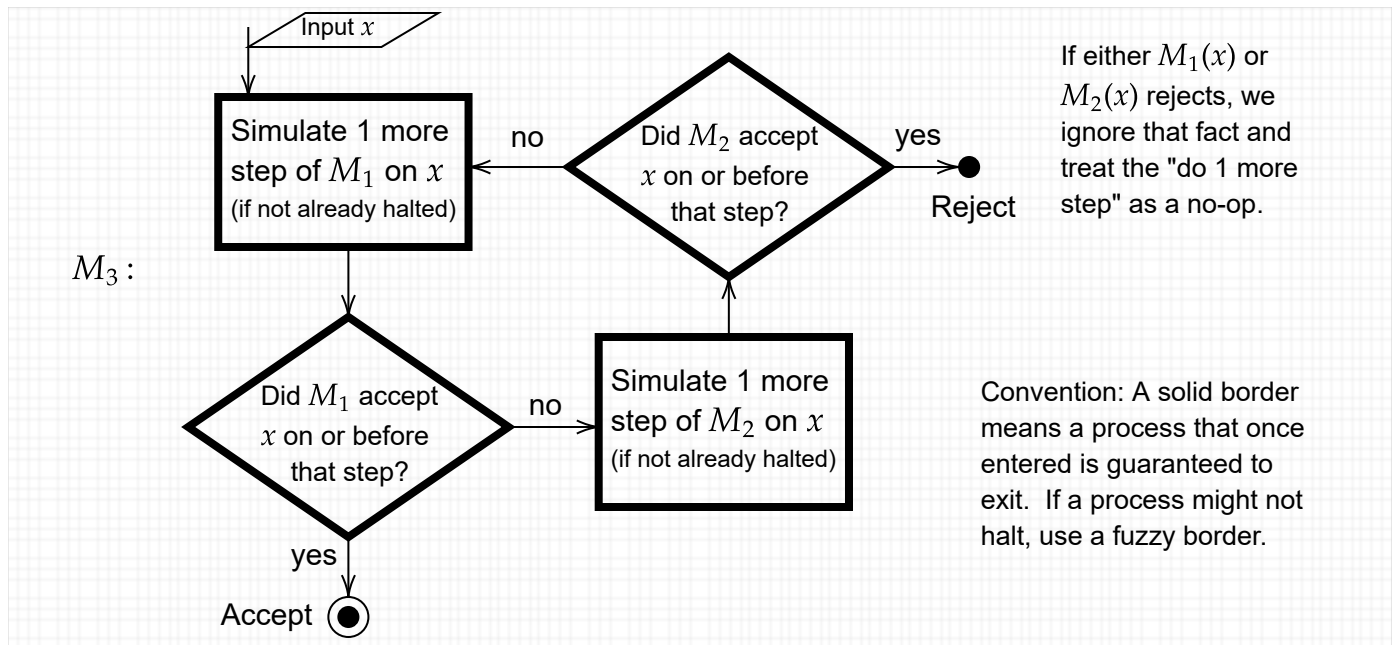 Input x
Simulate 1 more
step of M₁ on x
(if not already halted)
no
Did M₂ accept
x on or before
that step?
yes
Reject
If either M₁(x) or
M₂(x) rejects, we
ignore that fact and
treat the "do 1 more
step" as a no-op.
M₃ :
Did M₁ accept
x on or before
that step?
no
Simulate 1 more
step of M₂ on x
(if not already halted)
yes
Accept
Convention: A solid border
means a process that once
entered is guaranteed to
exit. If a process might not
halt, use a fuzzy border.